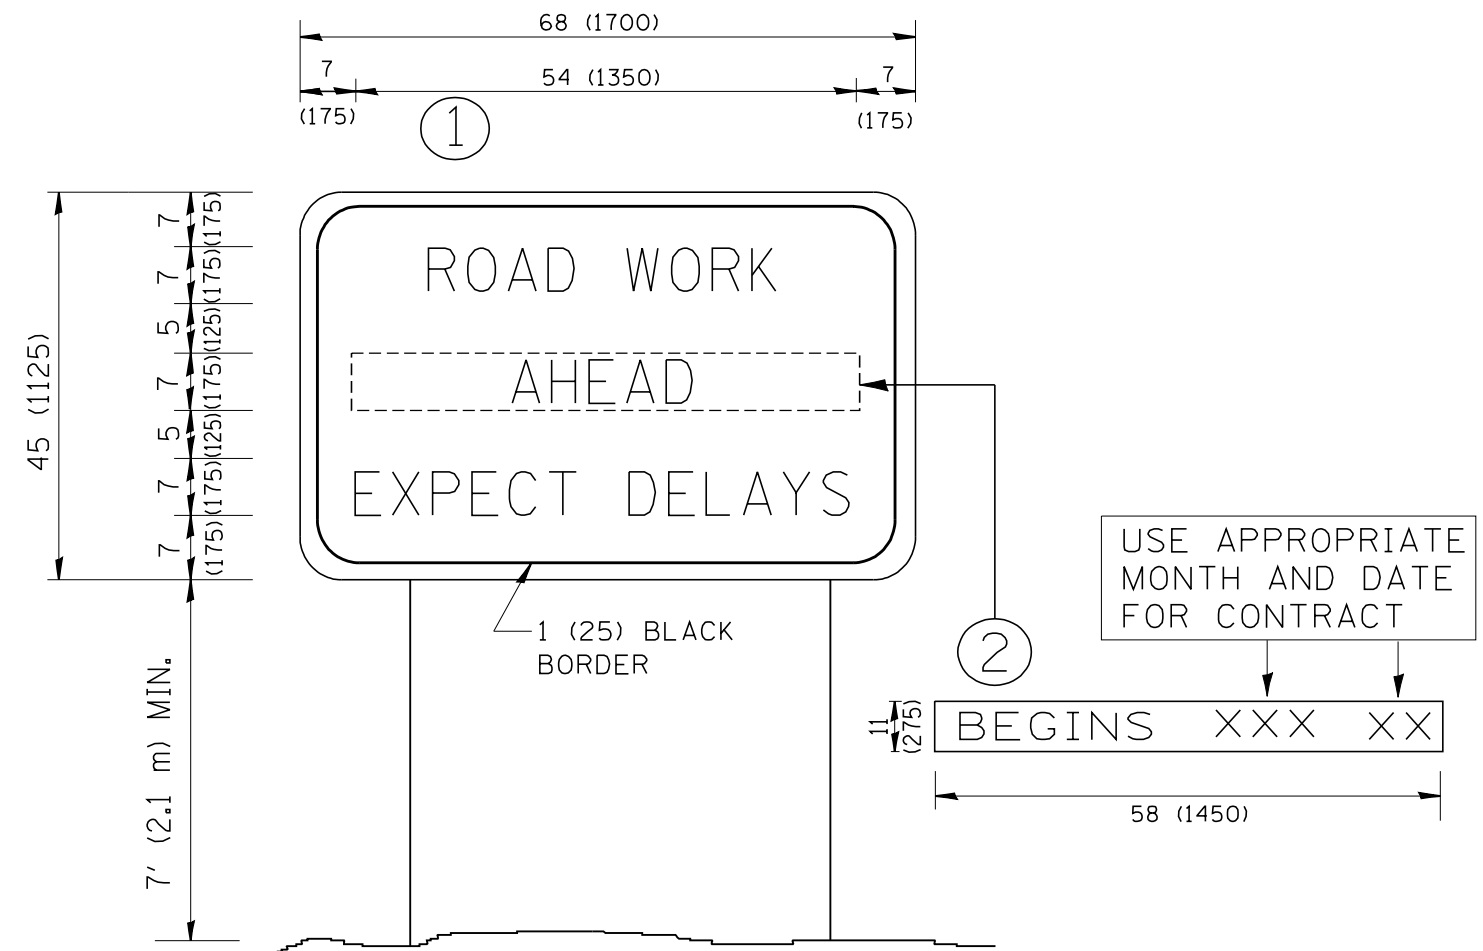 68 (1700)
7
54 (1350)
7
(175)
(175)
1
45 (1125)
7
(175)
7
(175)
5
(125)
7
(175)
5
(125)
7
(175)
7
(175)
ROAD WORK
AHEAD
EXPECT DELAYS
1 (25) BLACK
BORDER
7' (2.1 m) MIN.
USE APPROPRIATE
MONTH AND DATE
FOR CONTRACT
2
11
(275)
BEGINS XXX XX
58 (1450)